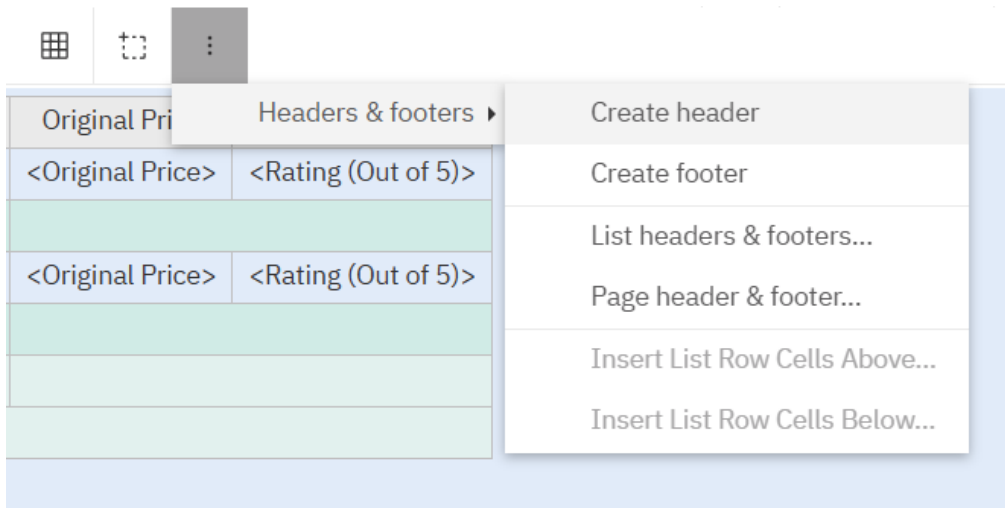 Original Pri
Headers & footers
Create header
<Original Price>
<Rating (Out of 5)>
Create footer
List headers & footers...
<Original Price>
<Rating (Out of 5)>
Page header & footer...
Insert List Row Cells Above...
Insert List Row Cells Below...